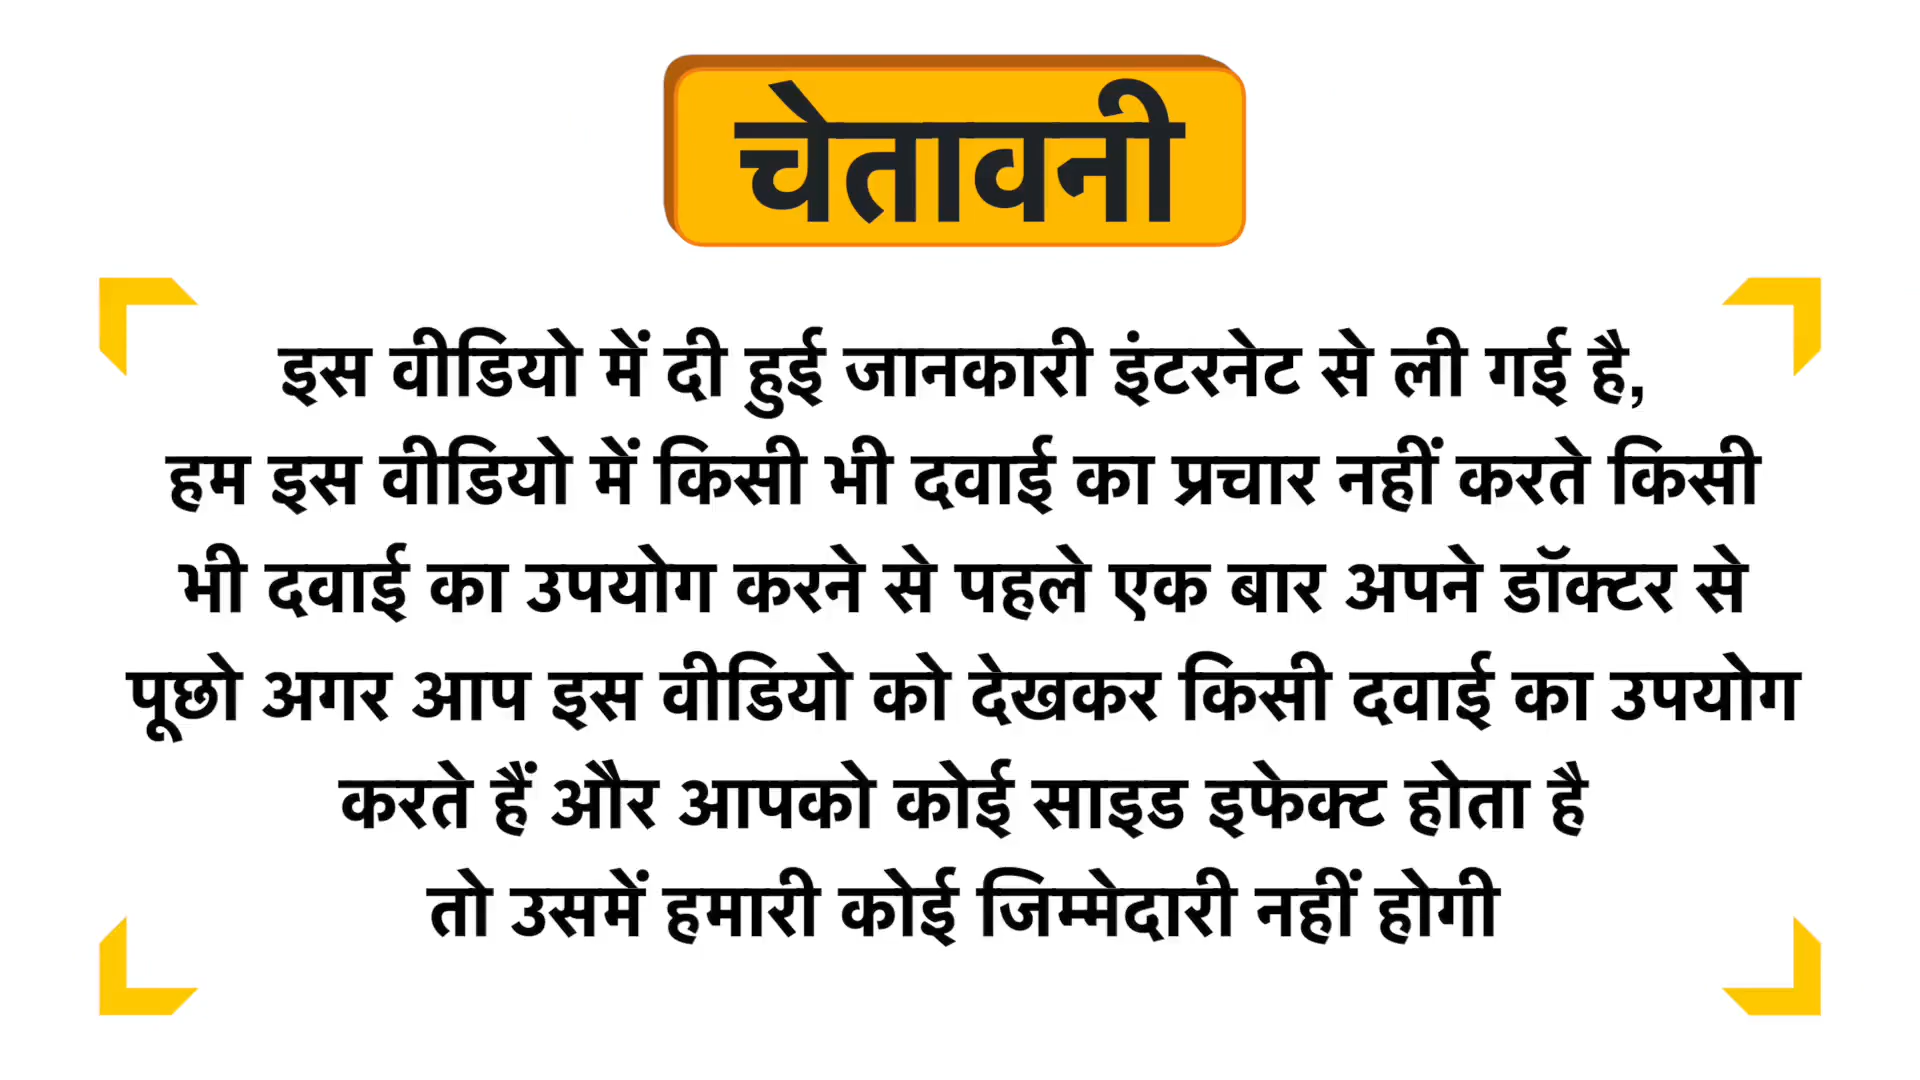 चेतावनी
इस वीडियो में दी हुई जानकारी इंटरनेट से ली गई है,
हम इस वीडियो में किसी भी दवाई का प्रचार नहीं करते किसी
भी दवाई का उपयोग करने से पहले एक बार अपने डॉक्टर से
पूछो अगर आप इस वीडियो को देखकर किसी दवाई का उपयोग
करते हैं और आपको कोई साइड इफेक्ट होता है
तो उसमें हमारी कोई जिम्मेदारी नहीं होगी